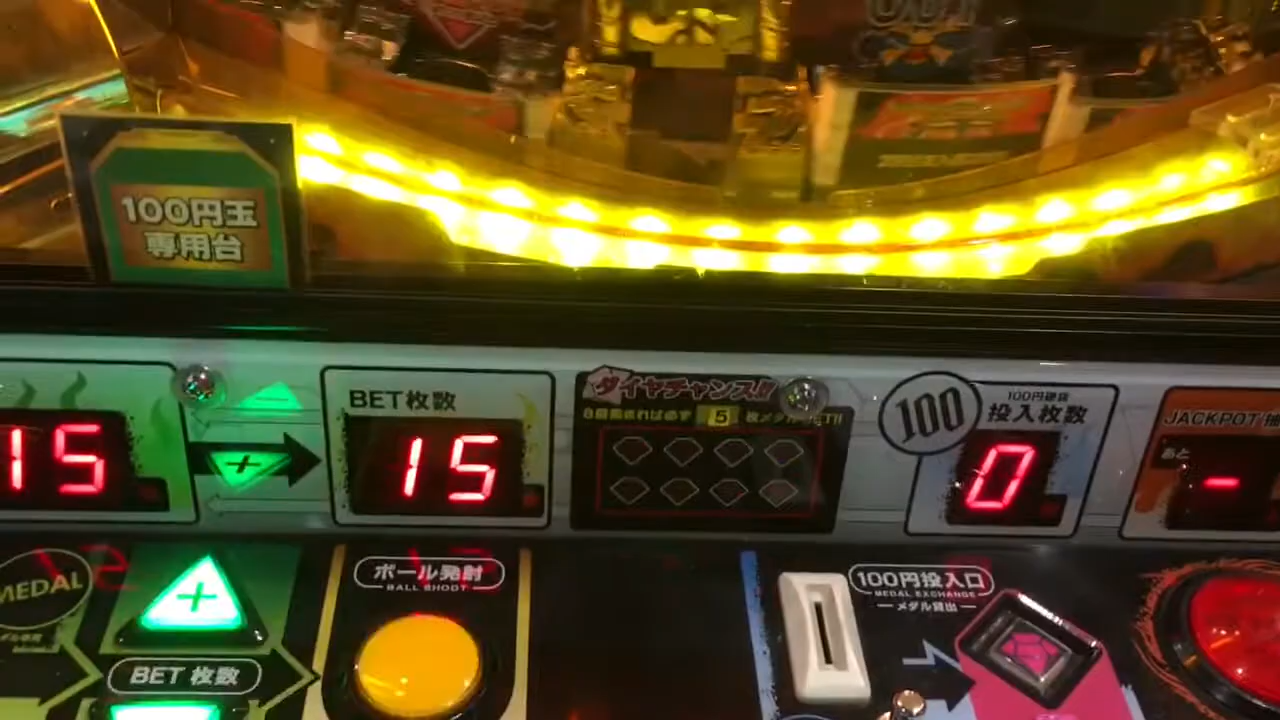 100円玉
専用台
BET枚数
15
15
ダイヤチャンス!!
5
100
100円硬貨
投入枚数
0
JACKPOT
あと
-
MEDAL
+
+
BET 枚数
ボール発射
BALL SHOOT
100円投入口
MEDAL EXCHANGE
メダル貸出